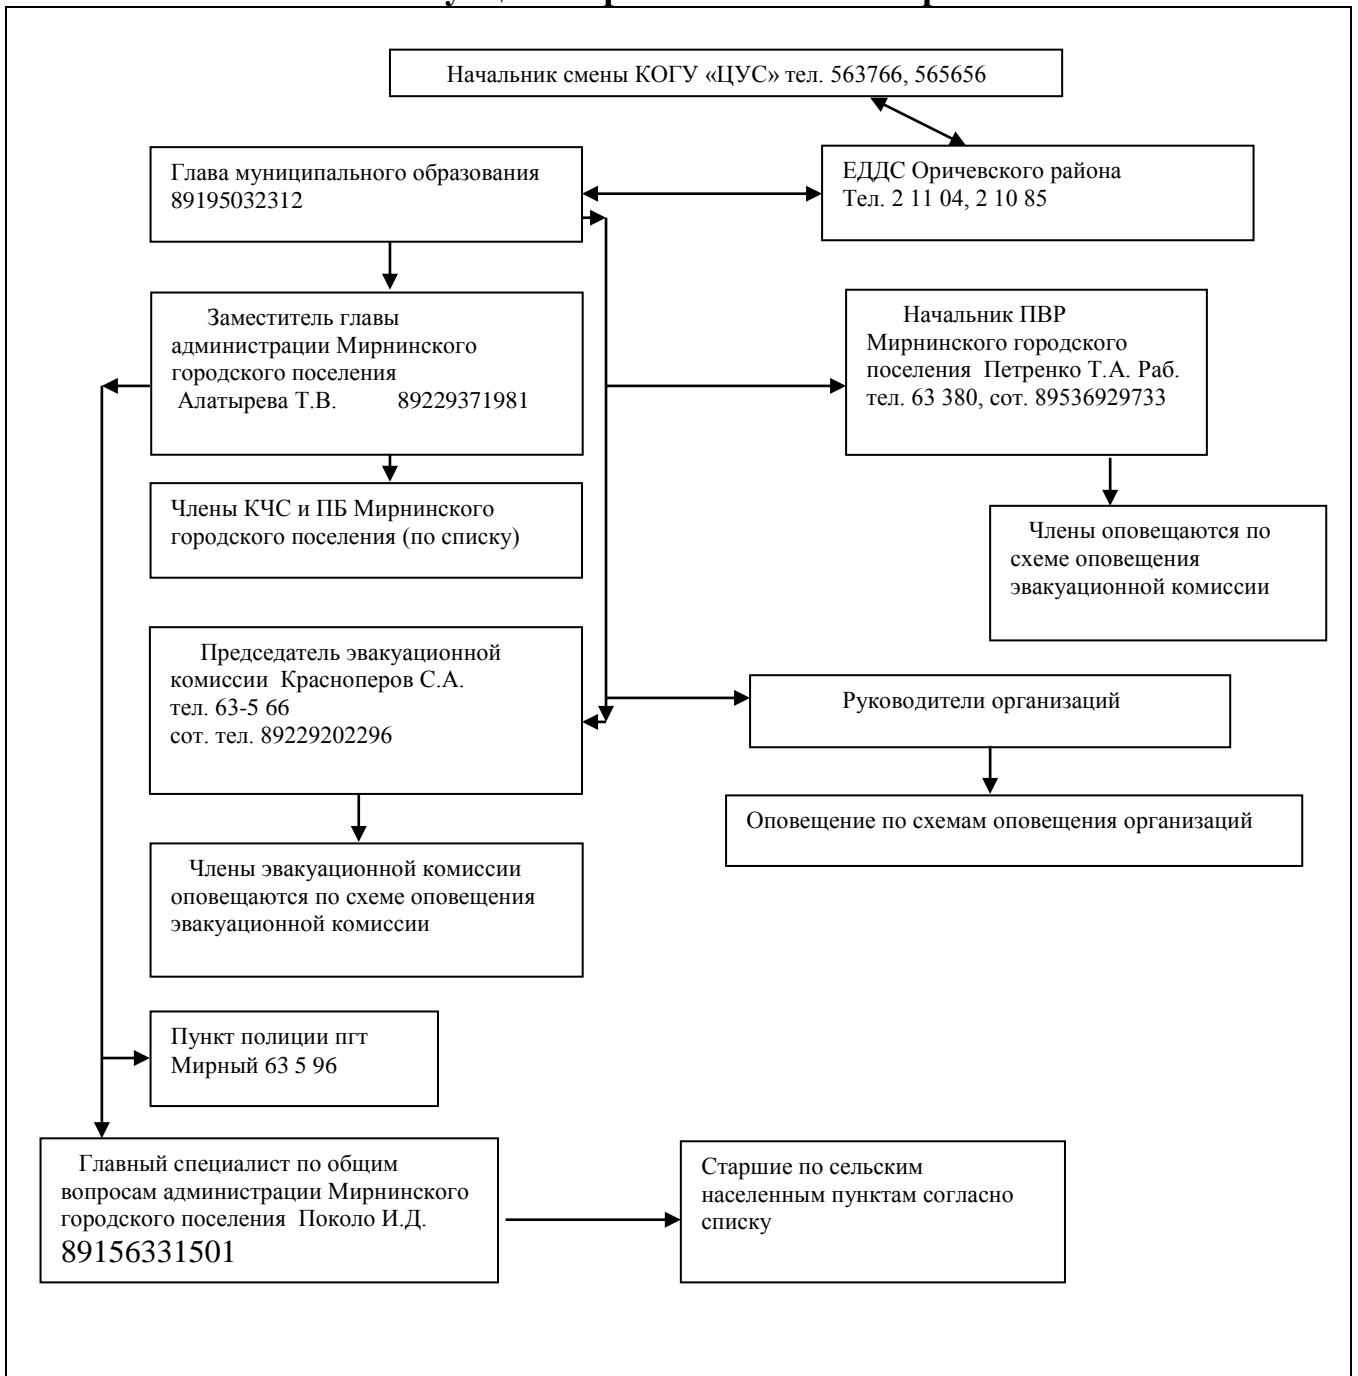 Начальник смены КОГУ «ЦУС» тел. 563766, 565656
Глава муниципального образования
89195032312
ЕДДС Оричевского района
Тел. 2 11 04, 2 10 85
Заместитель главы
администрации Мирнинского
городского поселения
Алатырева Т.В. 89229371981
Начальник ПВР
Мирнинского городского
поселения Петренко Т.А. Раб.
тел. 63 380, сот. 89536929733
Члены КЧС и ПБ Мирнинского
городского поселения (по списку)
Члены оповещаются по
схеме оповещения
эвакуационной комиссии
Председатель эвакуационной
комиссии Красноперов С.А.
тел. 63-5 66
сот. тел. 89229202296
Руководители организаций
Оповещение по схемам оповещения организаций
Члены эвакуационной комиссии
оповещаются по схеме оповещения
эвакуационной комиссии
Пункт полиции пгт
Мирный 63 5 96
Главный специалист по общим
вопросам администрации Мирнинского
городского поселения Поколо И.Д.
89156331501
Старшие по сельским
населенным пунктам согласно
списку